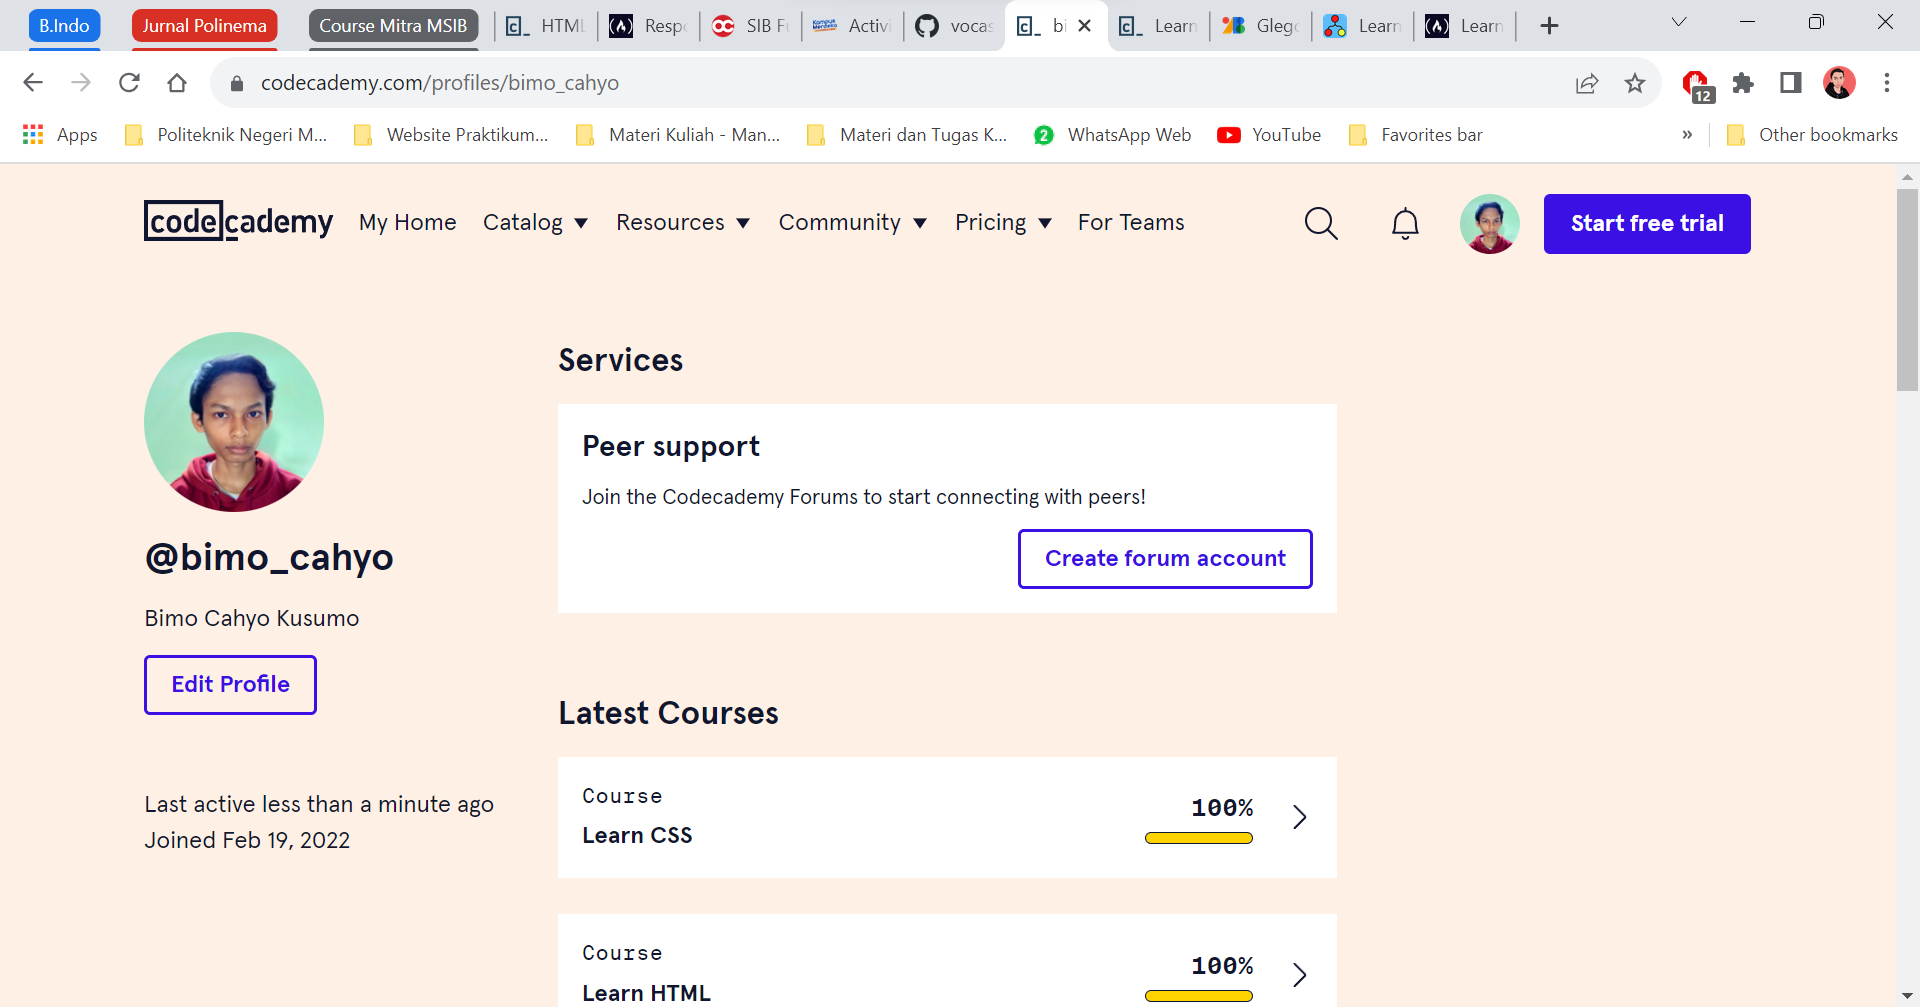 B.Indo
Jurnal Polinema
Course Mitra MSIB
HTML
Resp
SIB Fu
Activi
vocas
bi
Learn
Glego
Learn
Learn
codecademy.com/profiles/bimo_cahyo
12
Apps
Politeknik Negeri M...
Website Praktikum...
Materi Kuliah - Man...
Materi dan Tugas K...
2
WhatsApp Web
YouTube
Favorites bar
»
Other bookmarks
codecademy
My Home
Catalog
Resources
Community
Pricing
For Teams
Start free trial
@bimo_cahyo
Bimo Cahyo Kusumo
Edit Profile
Last active less than a minute ago
Joined Feb 19, 2022
Services
Peer support
Join the Codecademy Forums to start connecting with peers!
Create forum account
Latest Courses
Course
Learn CSS
100%
Course
Learn HTML
100%